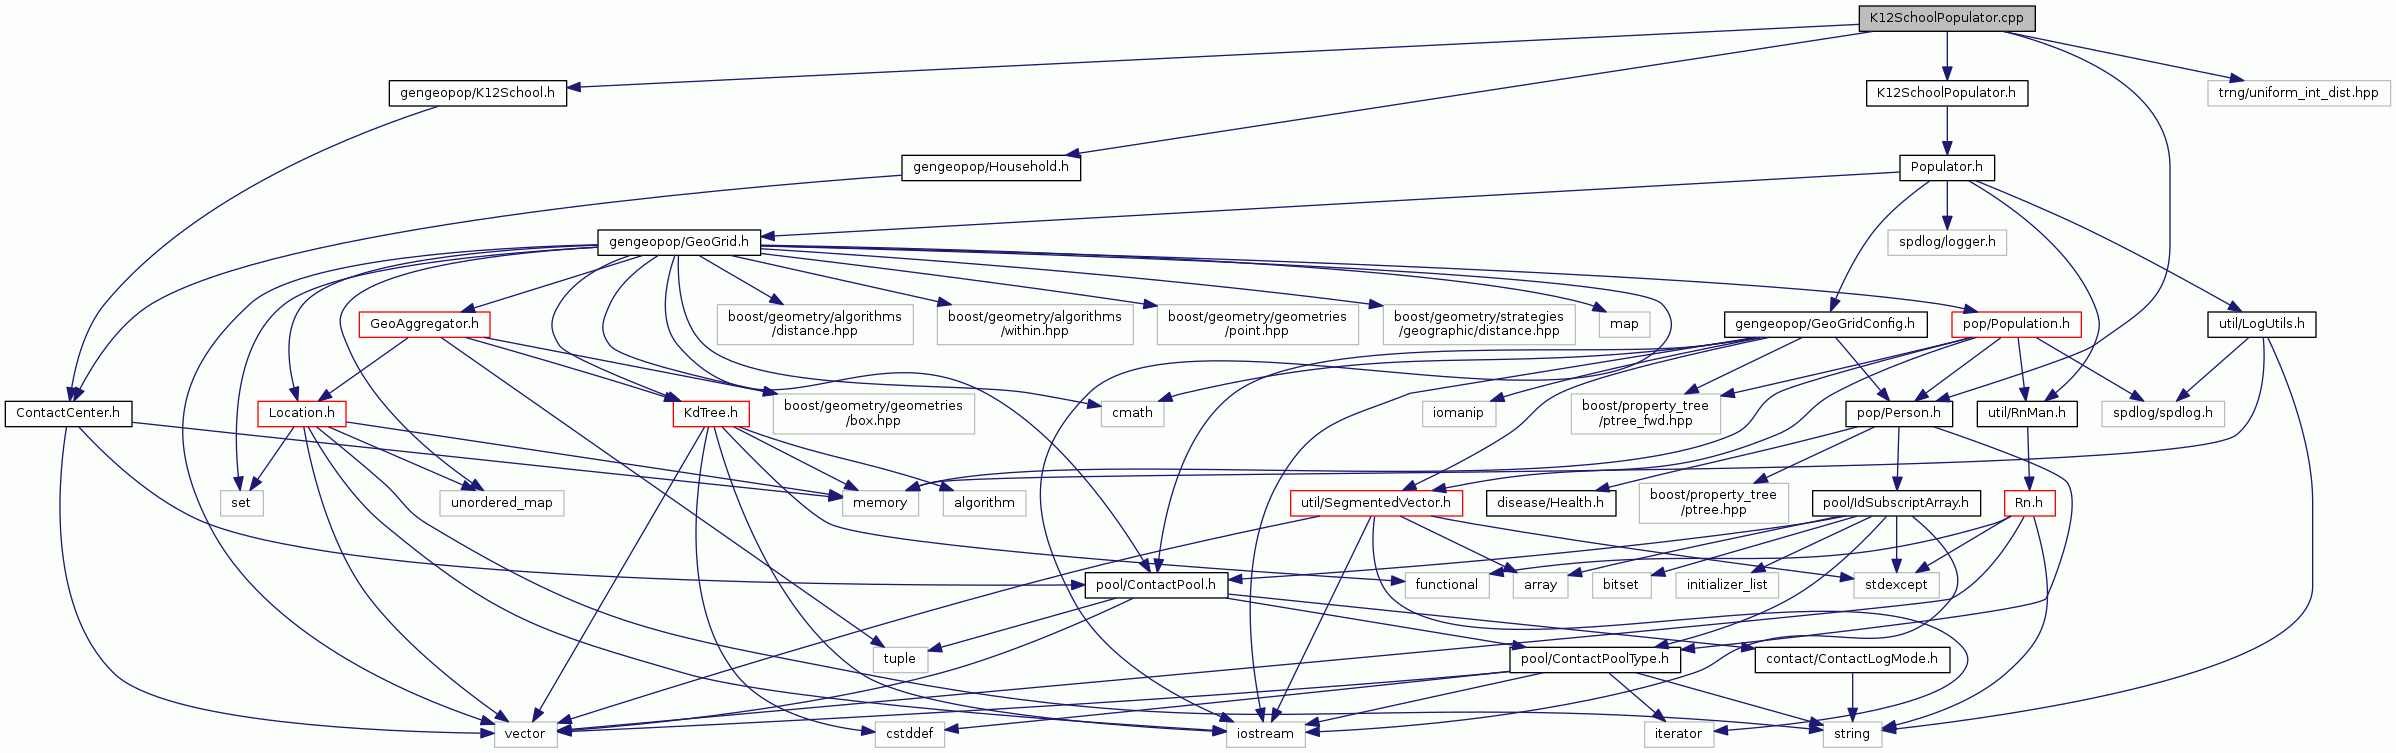 K12SchoolPopulator.cpp
gengeopop/K12School.h
K12SchoolPopulator.h
trng/uniform_int_dist.hpp
gengeopop/Household.h
Populator.h
gengeopop/GeoGrid.h
spdlog/logger.h
GeoAggregator.h
boost/geometry/algorithms
/distance.hpp
boost/geometry/algorithms
/within.hpp
boost/geometry/geometries
/point.hpp
boost/geometry/strategies
/geographic/distance.hpp
map
gengeopop/GeoGridConfig.h
pop/Population.h
util/LogUtils.h
ContactCenter.h
Location.h
KdTree.h
boost/geometry/geometries
/box.hpp
cmath
iomanip
boost/property_tree
/ptree_fwd.hpp
pop/Person.h
util/RnMan.h
spdlog/spdlog.h
set
unordered_map
memory
algorithm
util/SegmentedVector.h
disease/Health.h
boost/property_tree
/ptree.hpp
pool/IdSubscriptArray.h
Rn.h
pool/ContactPool.h
functional
array
bitset
initializer_list
stdexcept
tuple
pool/ContactPoolType.h
contact/ContactLogMode.h
vector
cstddef
iostream
iterator
string